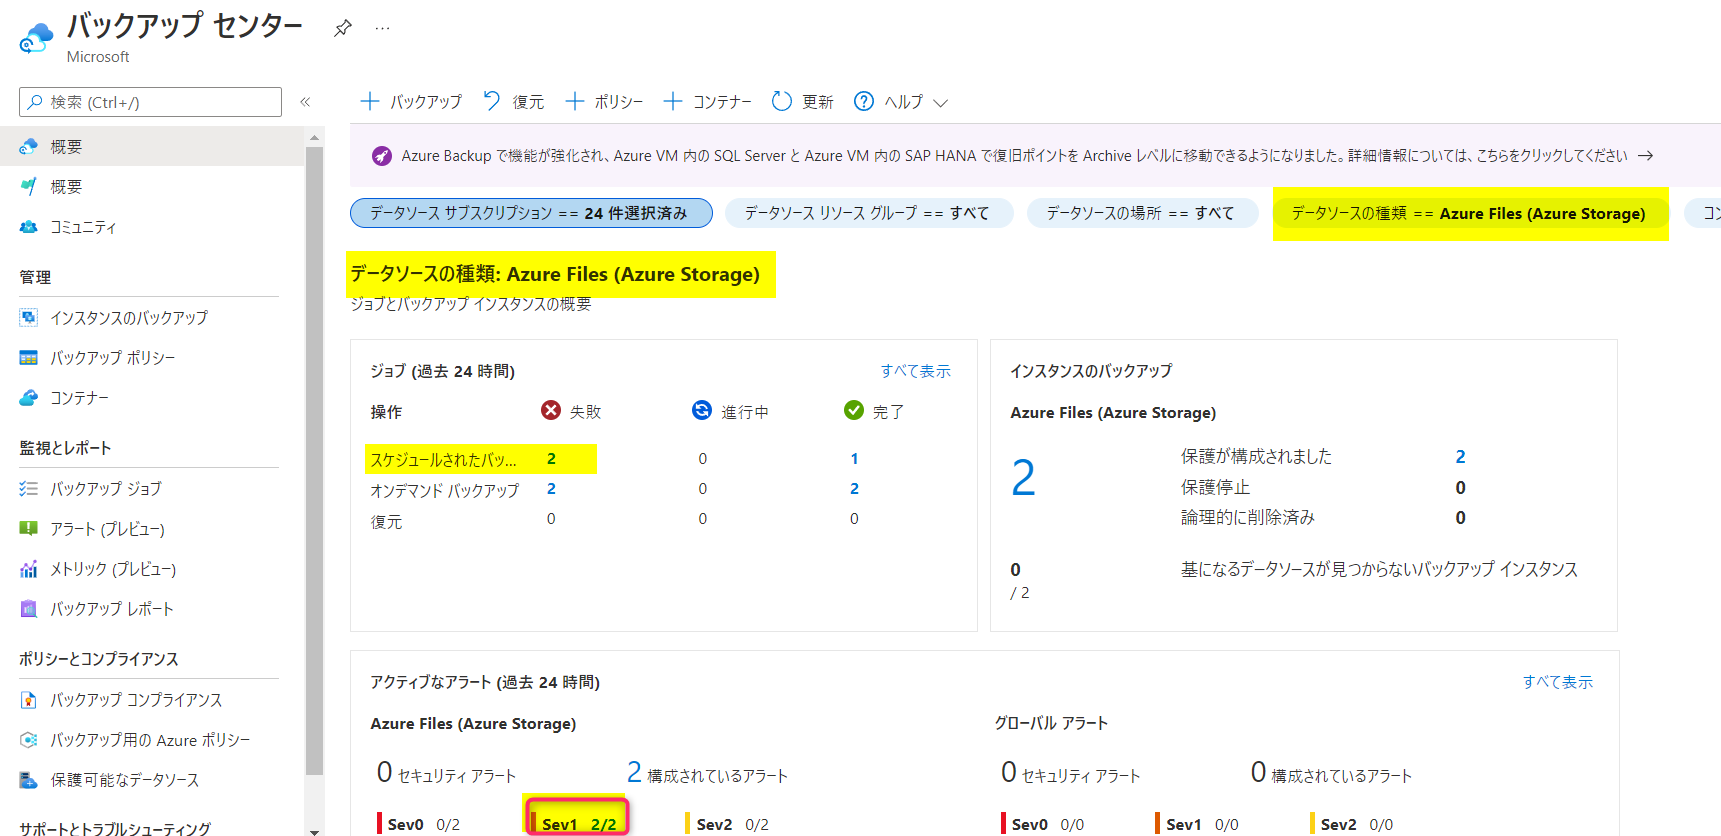 バックアップ センター
Microsoft
検索 (Ctrl+/)
概要
概要
コミュニティ
管理
インスタンスのバックアップ
バックアップ ポリシー
コンテナー
監視とレポート
バックアップ ジョブ
アラート (プレビュー)
メトリック (プレビュー)
バックアップ レポート
ポリシーとコンプライアンス
バックアップ コンプライアンス
バックアップ用の Azure ポリシー
保護可能なデータソース
サポートとトラブルシューティング
バックアップ 復元 ポリシー コンテナー 更新 ヘルプ
Azure Backup で機能が強化され、Azure VM 内の SQL Server と Azure VM 内の SAP HANA で復旧ポイントを Archive レベルに移動できるようになりました。詳細情報については、こちらをクリックしてください →
データソース サブスクリプション == 24 件選択済み データソース リソース グループ == すべて データソースの場所 == すべて データソースの種類 == Azure Files (Azure Storage) コン
データソースの種類: Azure Files (Azure Storage)
ジョブとバックアップ インスタンスの概要
ジョブ (過去 24 時間) すべて表示
操作 失敗 進行中 完了
スケジュールされたバッ... 2 0 1
オンデマンド バックアップ 2 0 2
復元 0 0 0
インスタンスのバックアップ
Azure Files (Azure Storage)
2
保護が構成されました 2
保護停止 0
論理的に削除済み 0
0 基になるデータソースが見つからないバックアップ インスタンス
/ 2
アクティブなアラート (過去 24 時間) すべて表示
Azure Files (Azure Storage)
0 セキュリティ アラート 2 構成されているアラート
Sev0 0/2 Sev1 2/2 Sev2 0/2
グローバル アラート
0 セキュリティ アラート 0 構成されているアラート
Sev0 0/0 Sev1 0/0 Sev2 0/0